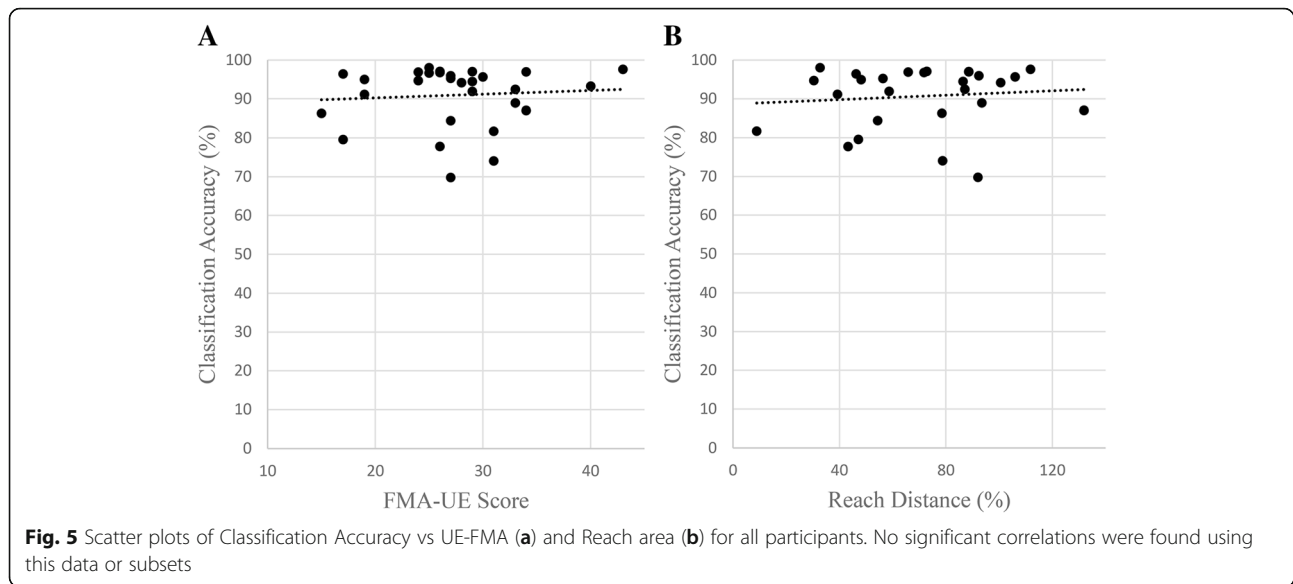 A
100
90
80
70
60
50
40
30
20
10
0
10 20 30 40
Classification Accuracy (%)
FMA-UE Score
B
100
90
80
70
60
50
40
30
20
10
0
0 40 80 120
Classification Accuracy (%)
Reach Distance (%)
Fig. 5 Scatter plots of Classification Accuracy vs UE-FMA (a) and Reach area (b) for all participants. No significant correlations were found using
this data or subsets